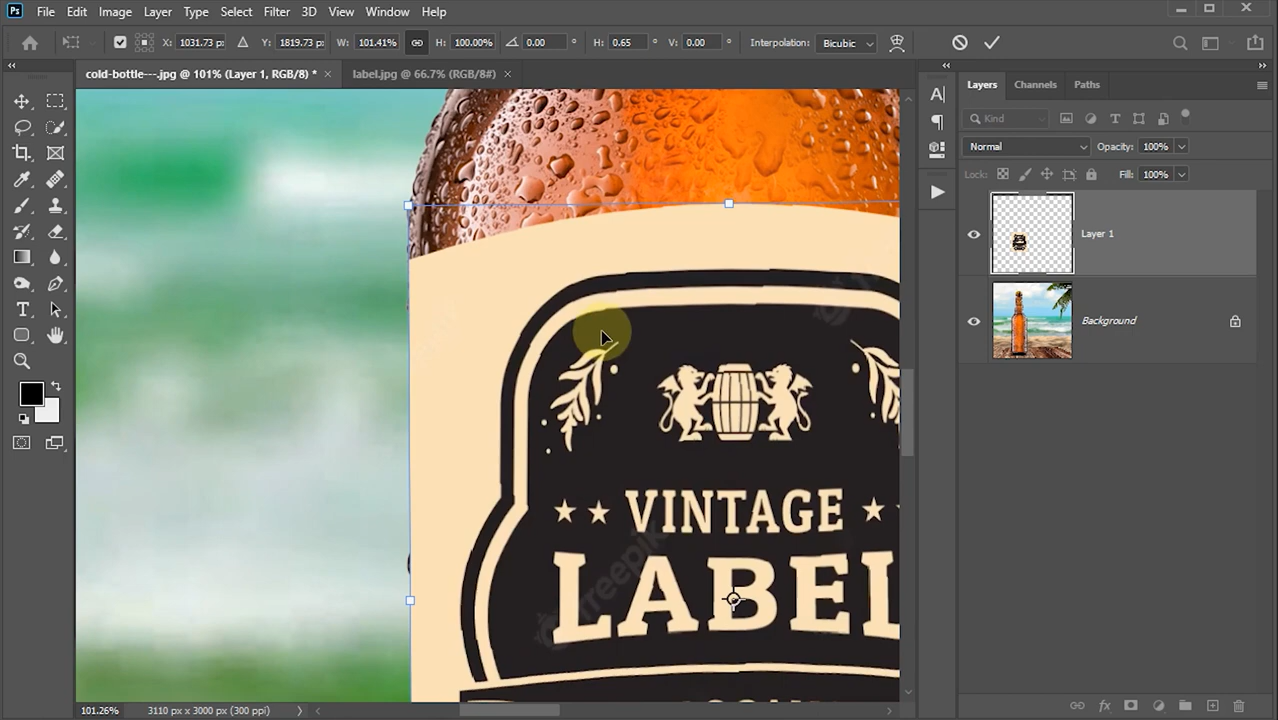 Ps File Edit Image Layer Type Select Filter 3D View Window Help
X: 1031.73 px Y: 1819.73 px W: 101.41% H: 100.00% 0.00 ° H: 0.65 ° V: 0.00 ° Interpolation: Bicubic
cold-bottle---.jpg @ 101% (Layer 1, RGB/8) * × label.jpg @ 66.7% (RGB/8#) ×
Layers Channels Paths
Kind
Normal Opacity: 100%
Lock: Fill: 100%
Layer 1
Background
VINTAGE
LABEL
freepik
101.26% 3110 px x 3000 px (300 ppi)